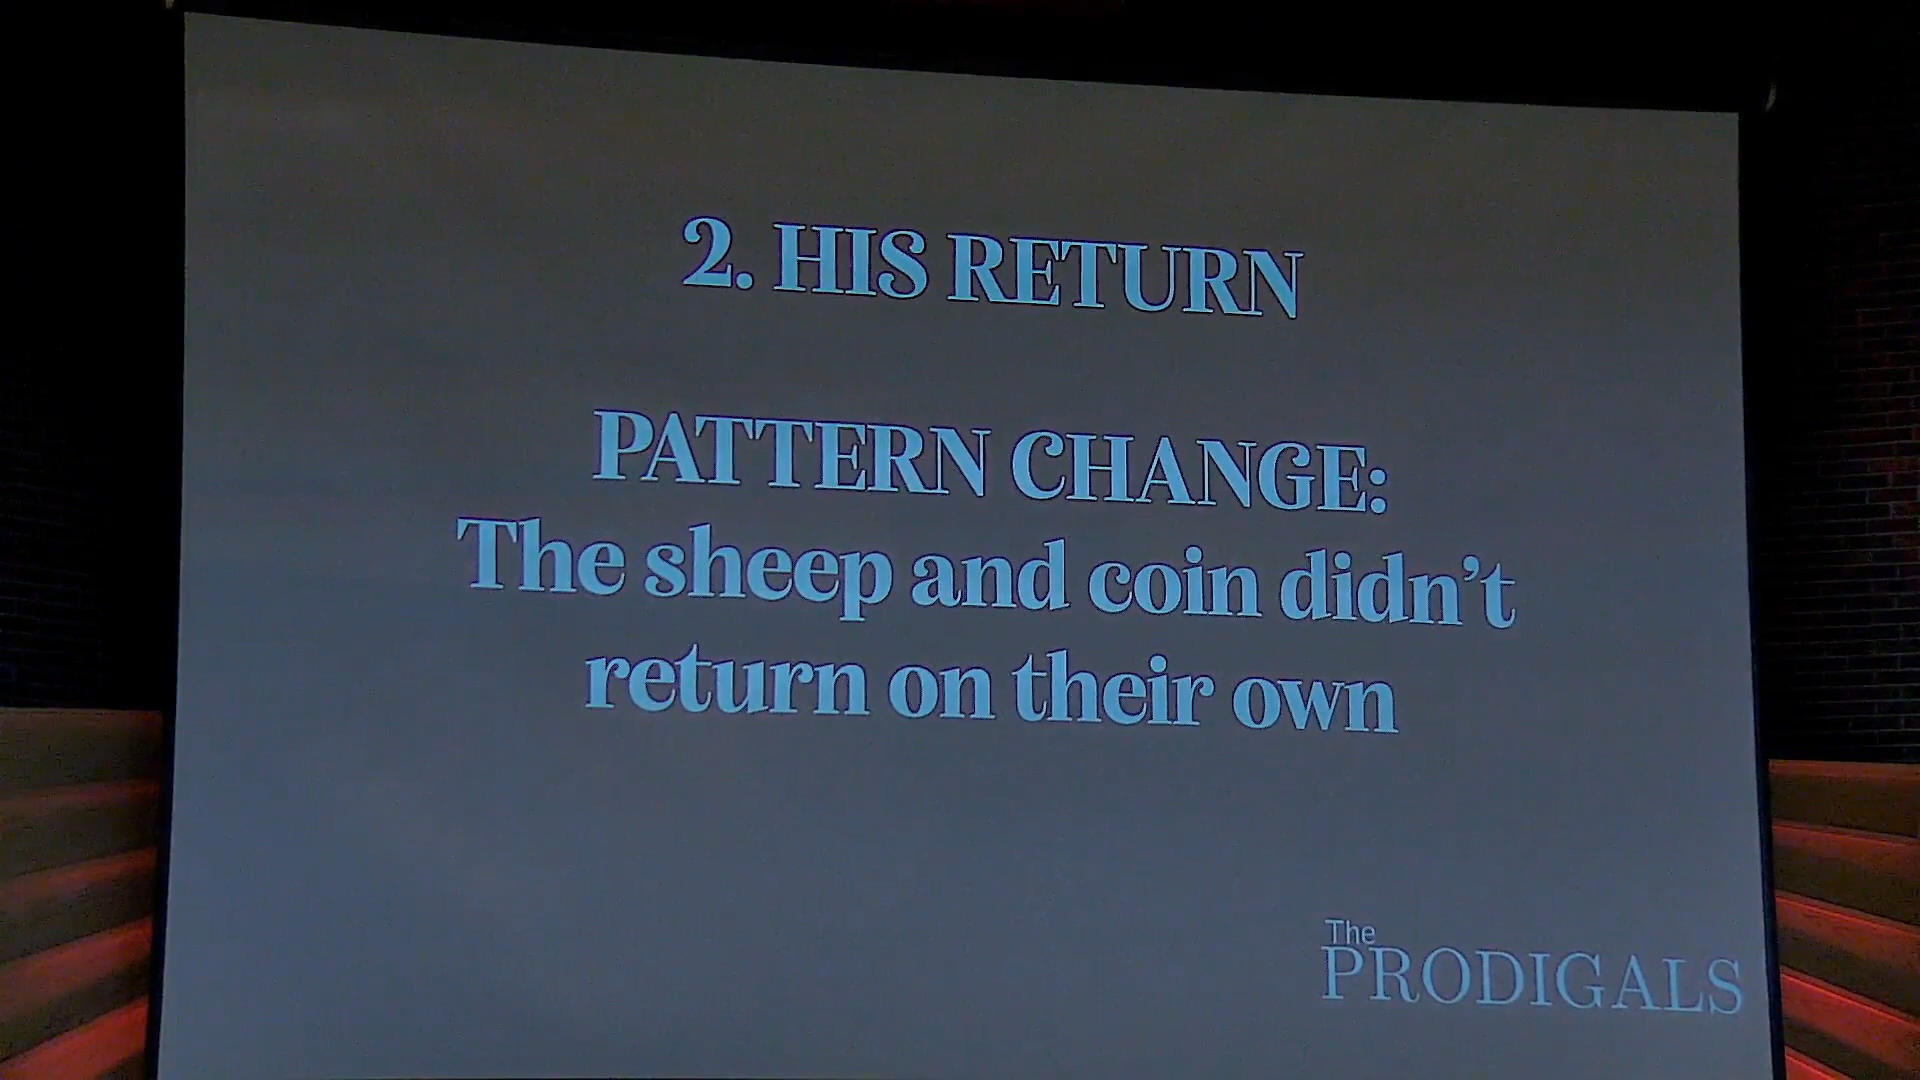 2. HIS RETURN
PATTERN CHANGE:
The sheep and coin didn’t
return on their own
The
PRODIGALS